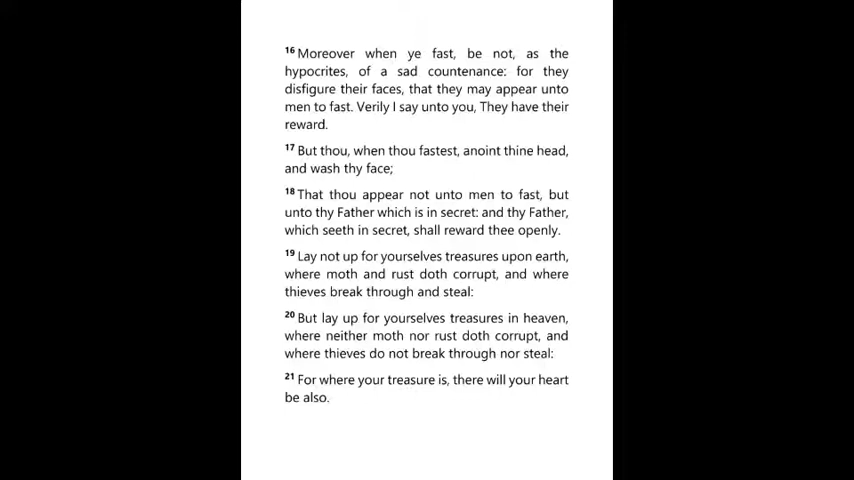 16 Moreover when ye fast, be not, as the
hypocrites, of a sad countenance: for they
disfigure their faces, that they may appear unto
men to fast. Verily I say unto you, They have their
reward.
17 But thou, when thou fastest, anoint thine head,
and wash thy face;
18 That thou appear not unto men to fast, but
unto thy Father which is in secret: and thy Father,
which seeth in secret, shall reward thee openly.
19 Lay not up for yourselves treasures upon earth,
where moth and rust doth corrupt, and where
thieves break through and steal:
20 But lay up for yourselves treasures in heaven,
where neither moth nor rust doth corrupt, and
where thieves do not break through nor steal:
21 For where your treasure is, there will your heart
be also.